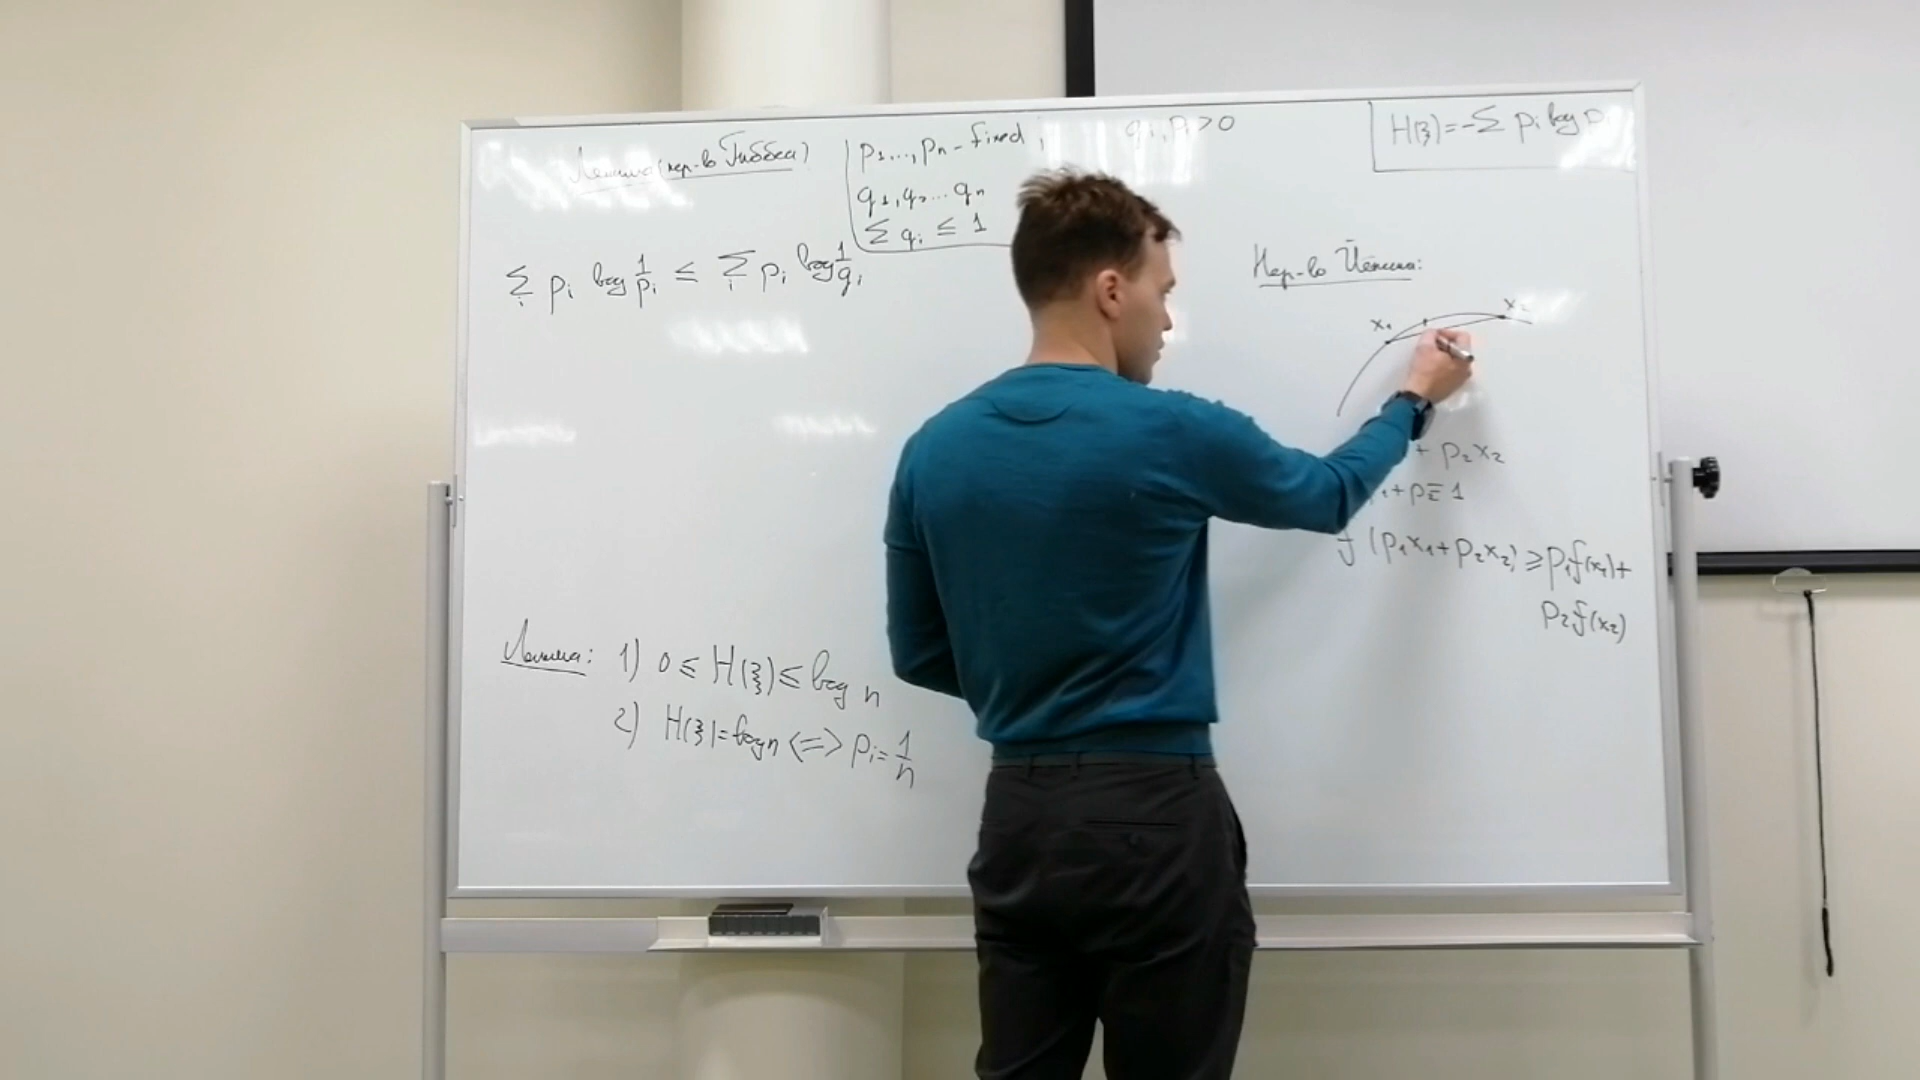 Лемма (нер-во Гиббса)
p₁..., pₙ - fixed;
q₁, q₂ ... qₙ
∑ qᵢ ≤ 1
qᵢ, pᵢ > 0
H(ξ) = -∑ pᵢ log p
∑ᵢ pᵢ log 1/pᵢ ≤ ∑ᵢ pᵢ log 1/qᵢ
Лемма: 1) 0 ≤ H(ξ) ≤ log n
2) H(ξ) = log n <=> pᵢ = 1/n
Нер-во Йенсена:
x₁ x₂
+ p₂x₂
+ p₂ = 1
f(p₁x₁ + p₂x₂) ≥ p₁f(x₁) +
p₂f(x₂)